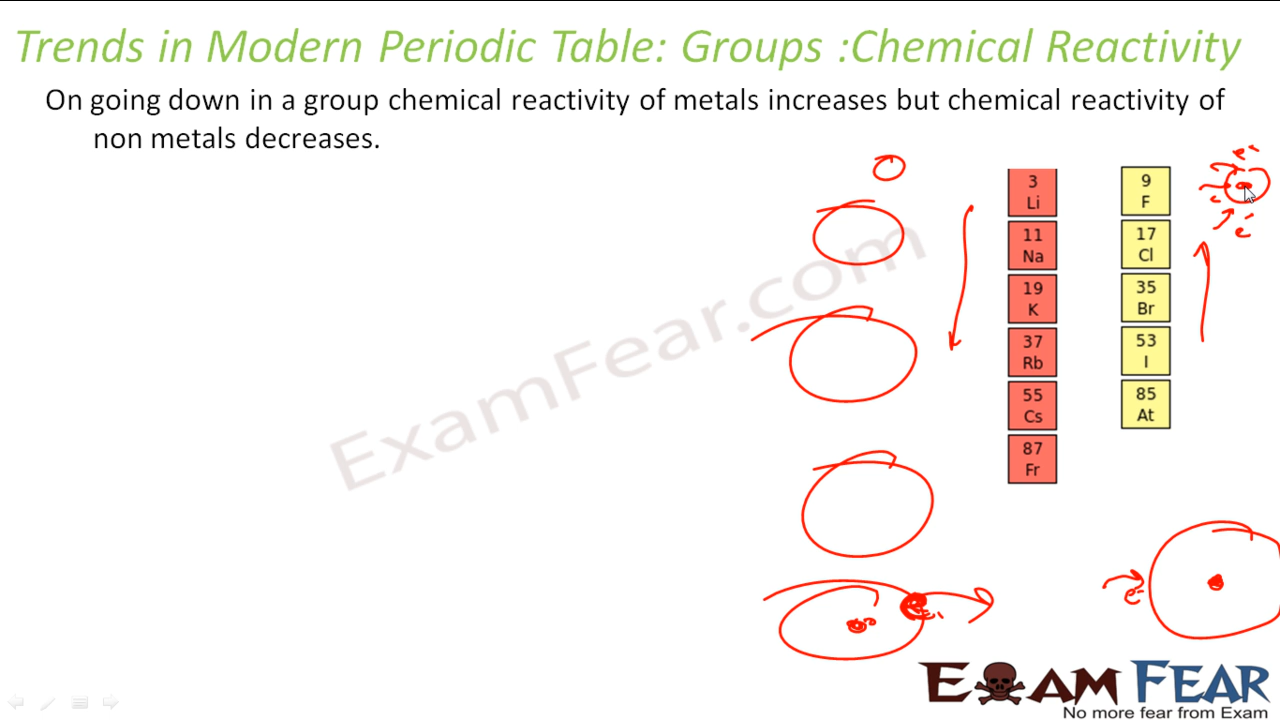 Trends in Modern Periodic Table: Groups :Chemical Reactivity
On going down in a group chemical reactivity of metals increases but chemical reactivity of
non metals decreases.
3
Li
11
Na
19
K
37
Rb
55
Cs
87
Fr
9
F
17
Cl
35
Br
53
I
85
At
e-
e-
e-
ExamFear.com
EXAM FEAR
No more fear from Exam